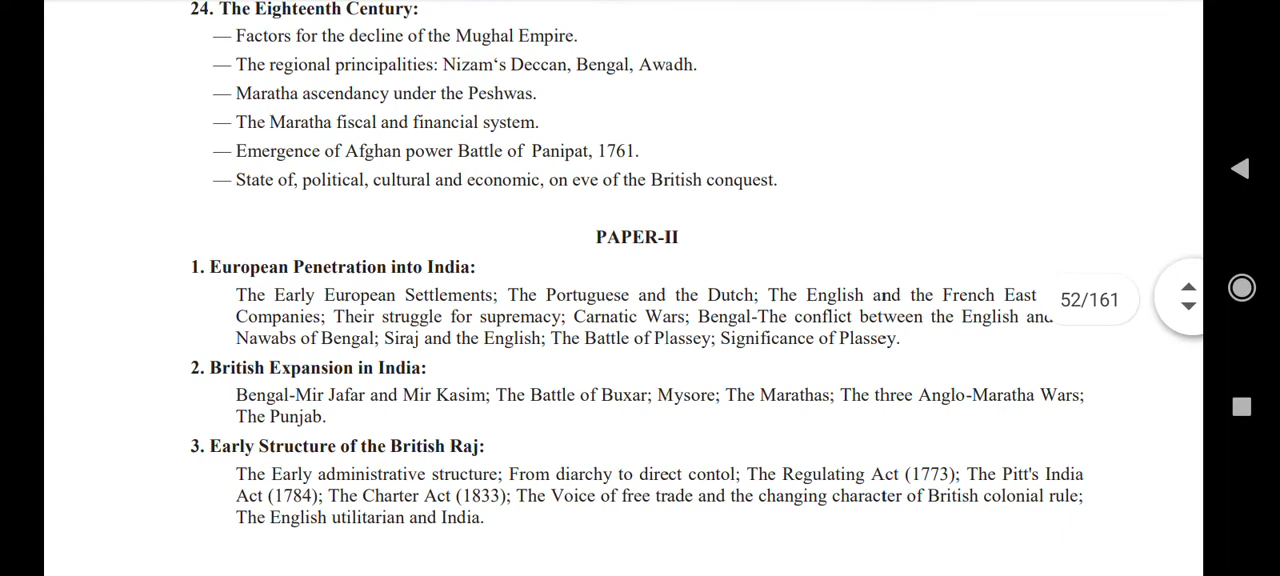 24. The Eighteenth Century:
— Factors for the decline of the Mughal Empire.
— The regional principalities: Nizam‘s Deccan, Bengal, Awadh.
— Maratha ascendancy under the Peshwas.
— The Maratha fiscal and financial system.
— Emergence of Afghan power Battle of Panipat, 1761.
— State of, political, cultural and economic, on eve of the British conquest.
PAPER-II
1. European Penetration into India:
The Early European Settlements; The Portuguese and the Dutch; The English and the French East
52/161
Companies; Their struggle for supremacy; Carnatic Wars; Bengal-The conflict between the English and
Nawabs of Bengal; Siraj and the English; The Battle of Plassey; Significance of Plassey.
2. British Expansion in India:
Bengal-Mir Jafar and Mir Kasim; The Battle of Buxar; Mysore; The Marathas; The three Anglo-Maratha Wars;
The Punjab.
3. Early Structure of the British Raj:
The Early administrative structure; From diarchy to direct contol; The Regulating Act (1773); The Pitt's India
Act (1784); The Charter Act (1833); The Voice of free trade and the changing character of British colonial rule;
The English utilitarian and India.